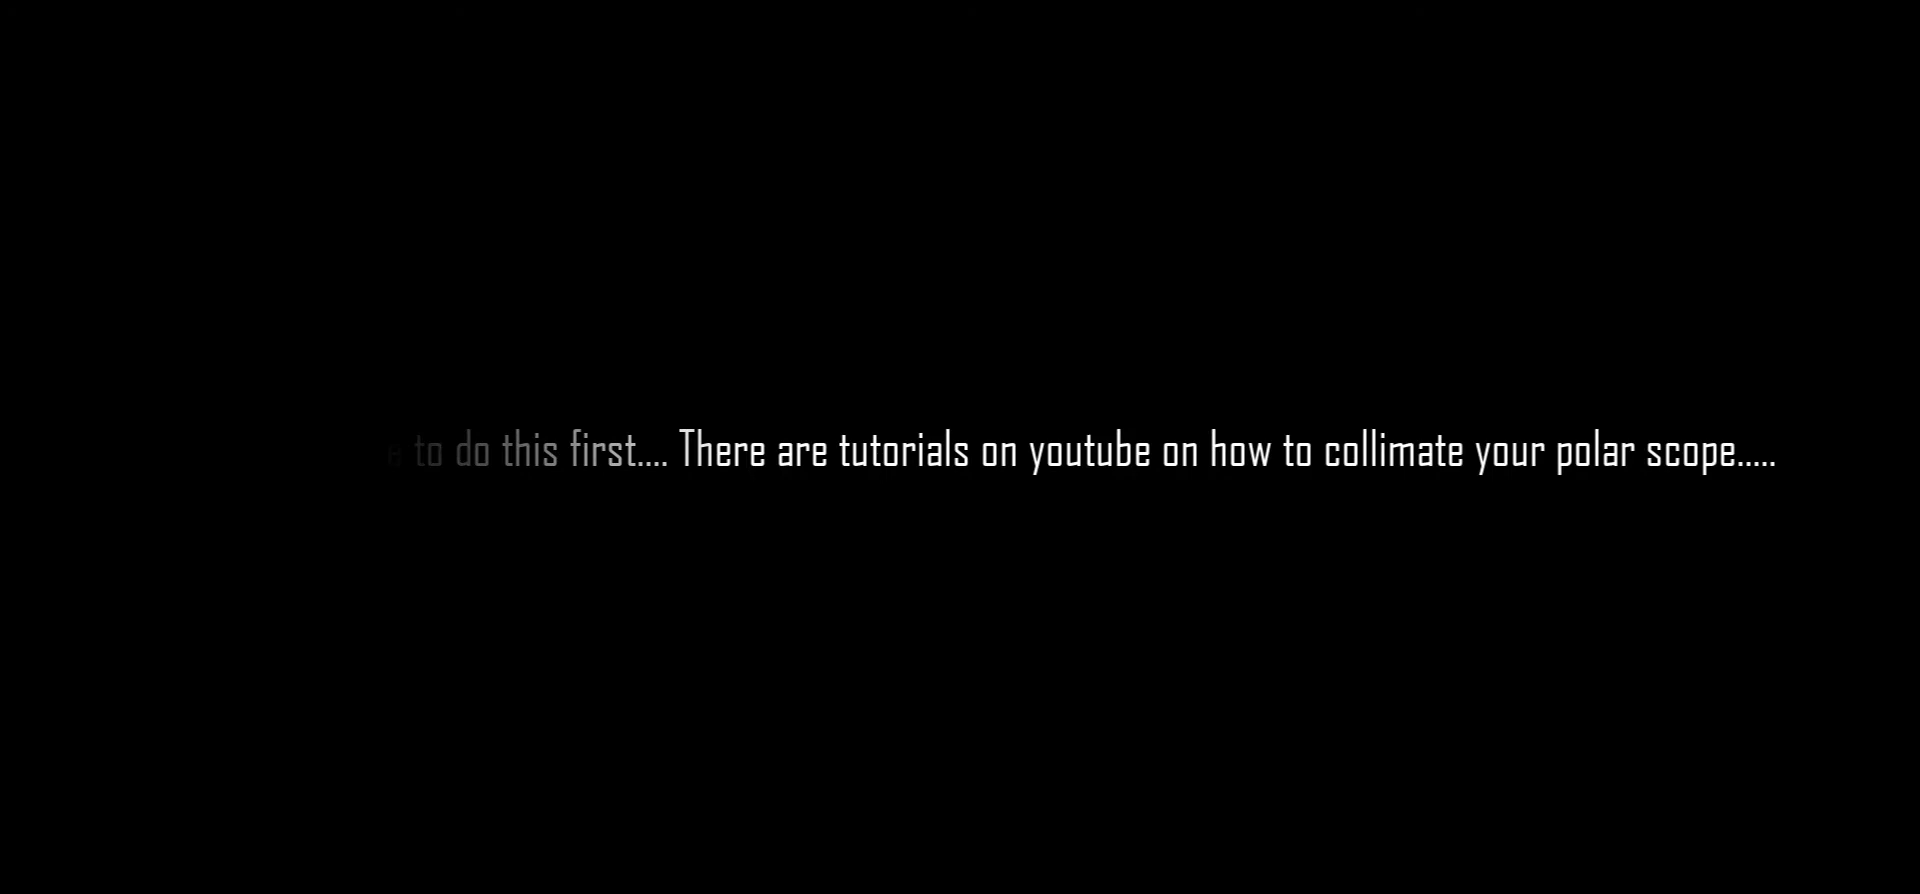 to do this first.... There are tutorials on youtube on how to collimate your polar scope.....